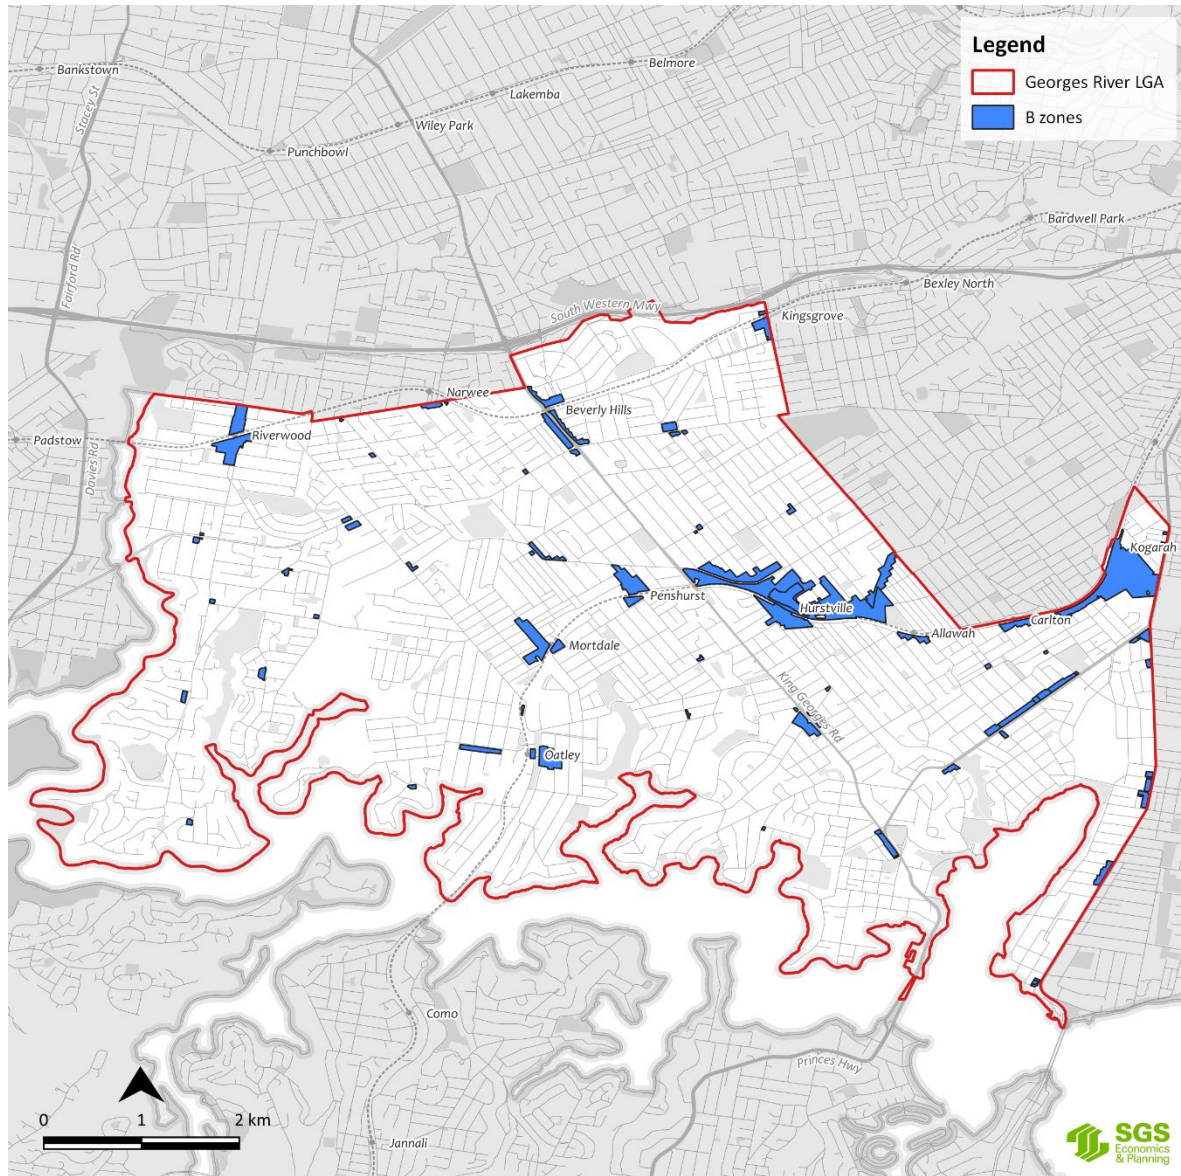 Legend
Georges River LGA
B zones
Belmore
Bankstown
Lakemba
Stacey St
Wiley Park
Punchbowl
Bardwell Park
Fairford Rd
Bexley North
South Western Mwy
Kingsgrove
Narwee
Beverly Hills
Padstow
Riverwood
Davies Rd
Kogarah
Penshurst
Hurstville
Carlton
Allawah
Mortdale
King Georges Rd
Oatley
Como
Princes Hwy
0 1 2 km
Jannali
SGS
Economics
& Planning